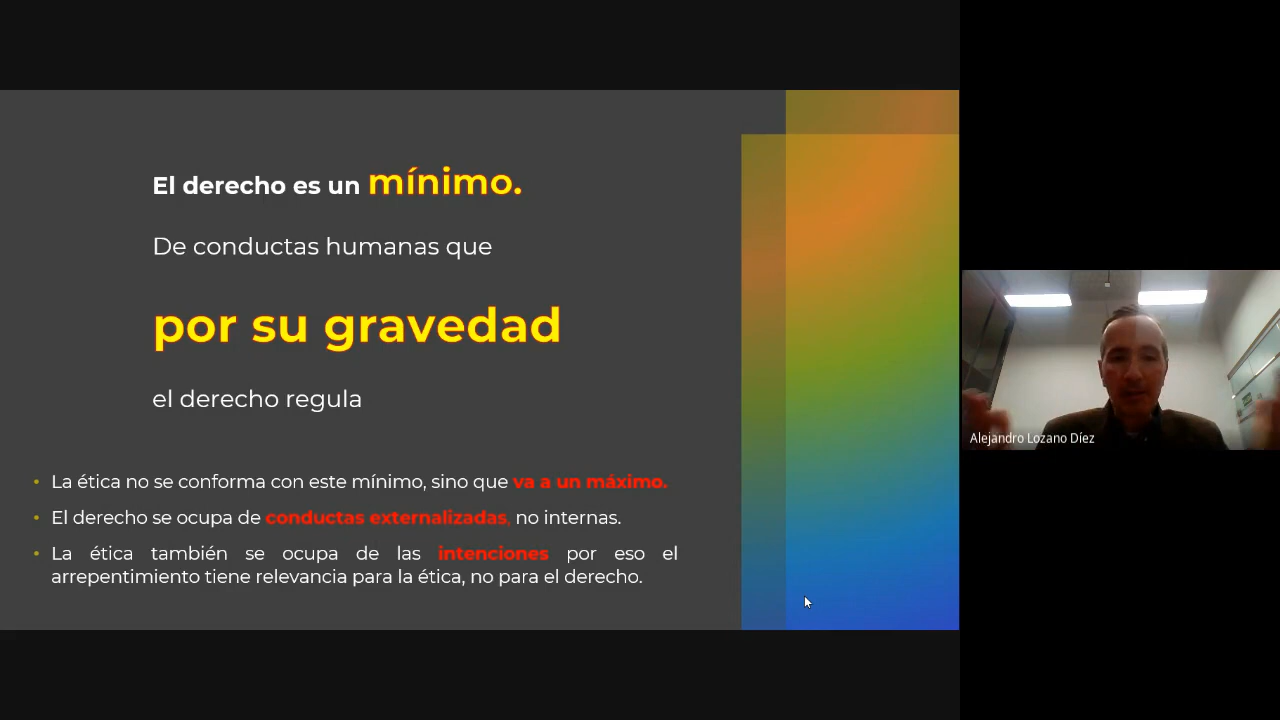 El derecho es un mínimo.
De conductas humanas que
por su gravedad
el derecho regula
• La ética no se conforma con este mínimo, sino que va a un máximo.
• El derecho se ocupa de conductas externalizadas, no internas.
• La ética también se ocupa de las intenciones por eso el
arrepentimiento tiene relevancia para la ética, no para el derecho.
Alejandro Lozano Díez